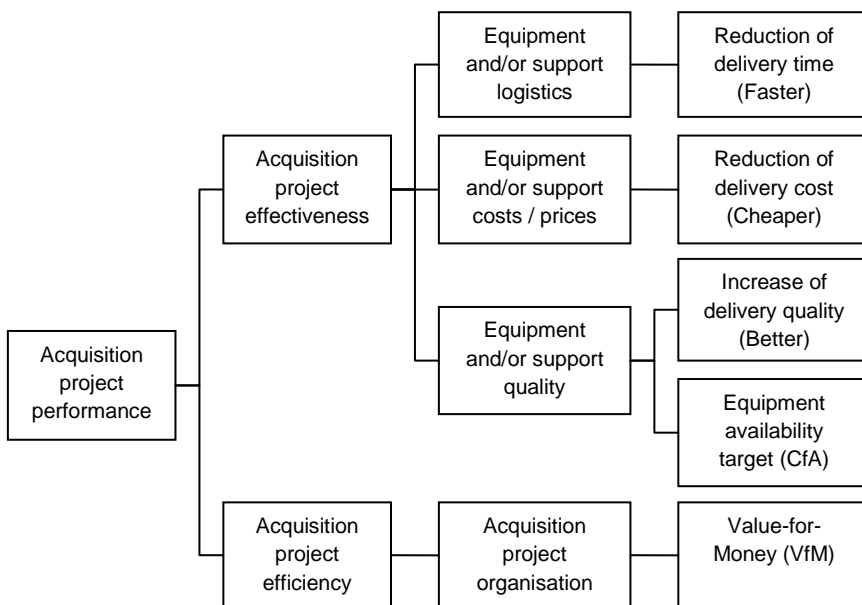 Equipment
and/or support
logistics
Reduction of
delivery time
(Faster)
Acquisition
project
effectiveness
Equipment
and/or support
costs / prices
Reduction of
delivery cost
(Cheaper)
Increase of
delivery quality
(Better)
Acquisition
project
performance
Equipment
and/or support
quality
Equipment
availability
target (CfA)
Acquisition
project
efficiency
Acquisition
project
organisation
Value-for-
Money (VfM)